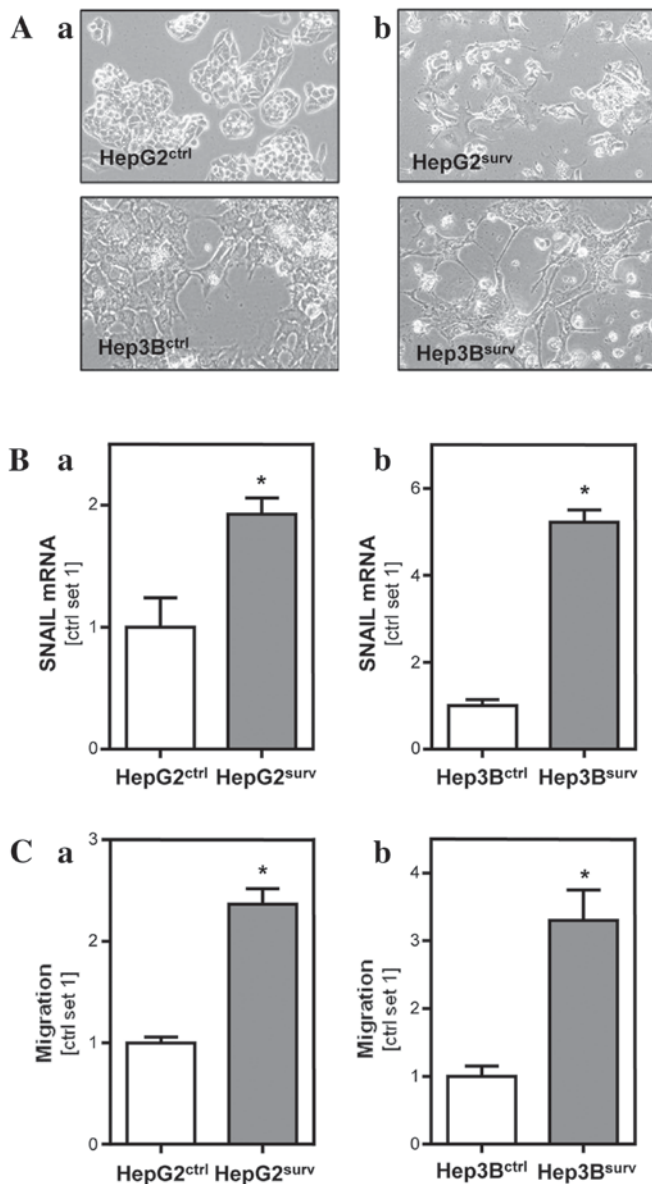 A a b
HepG2ctrl HepG2surv
Hep3Bctrl Hep3Bsurv
B a b
SNAIL mRNA
[ctrl set 1]
2
1
0
*
HepG2ctrl HepG2surv
SNAIL mRNA
[ctrl set 1]
6
4
2
1
0
*
Hep3Bctrl Hep3Bsurv
C a b
Migration
[ctrl set 1]
3
2
1
0
*
HepG2ctrl HepG2surv
Migration
[ctrl set 1]
4
3
2
1
0
*
Hep3Bctrl Hep3Bsurv